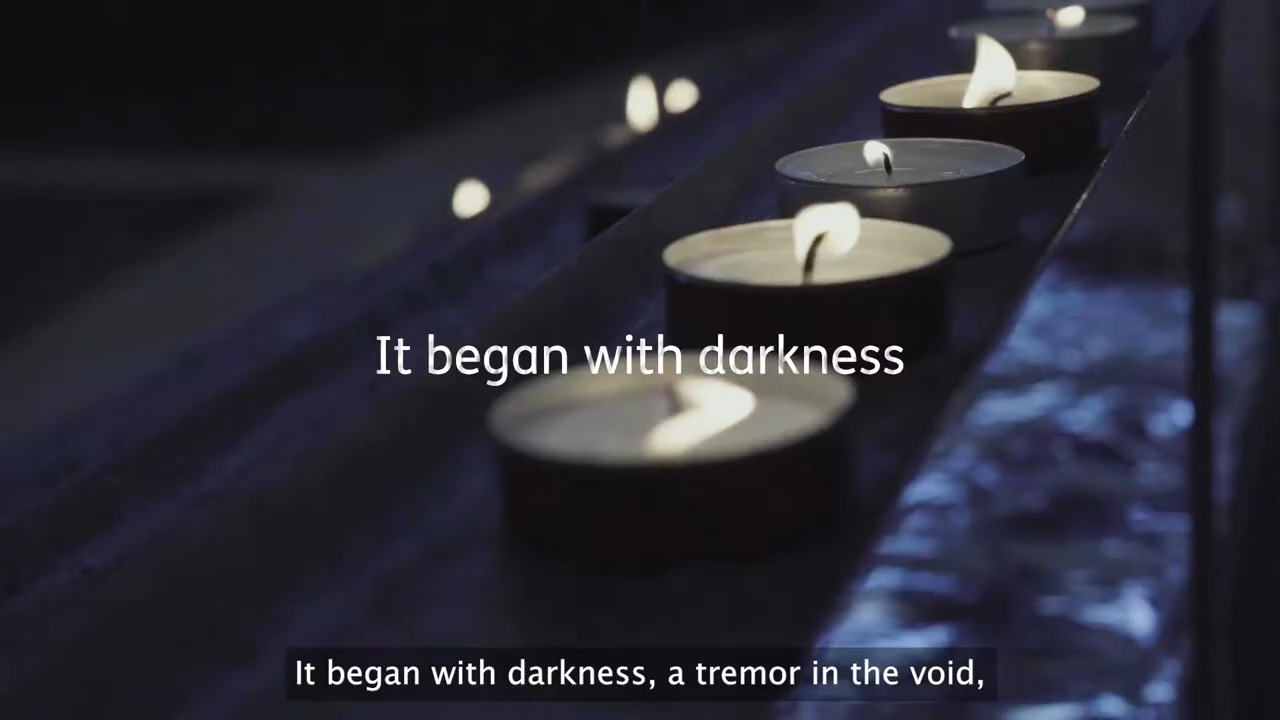 It began with darkness
It began with darkness, a tremor in the void,